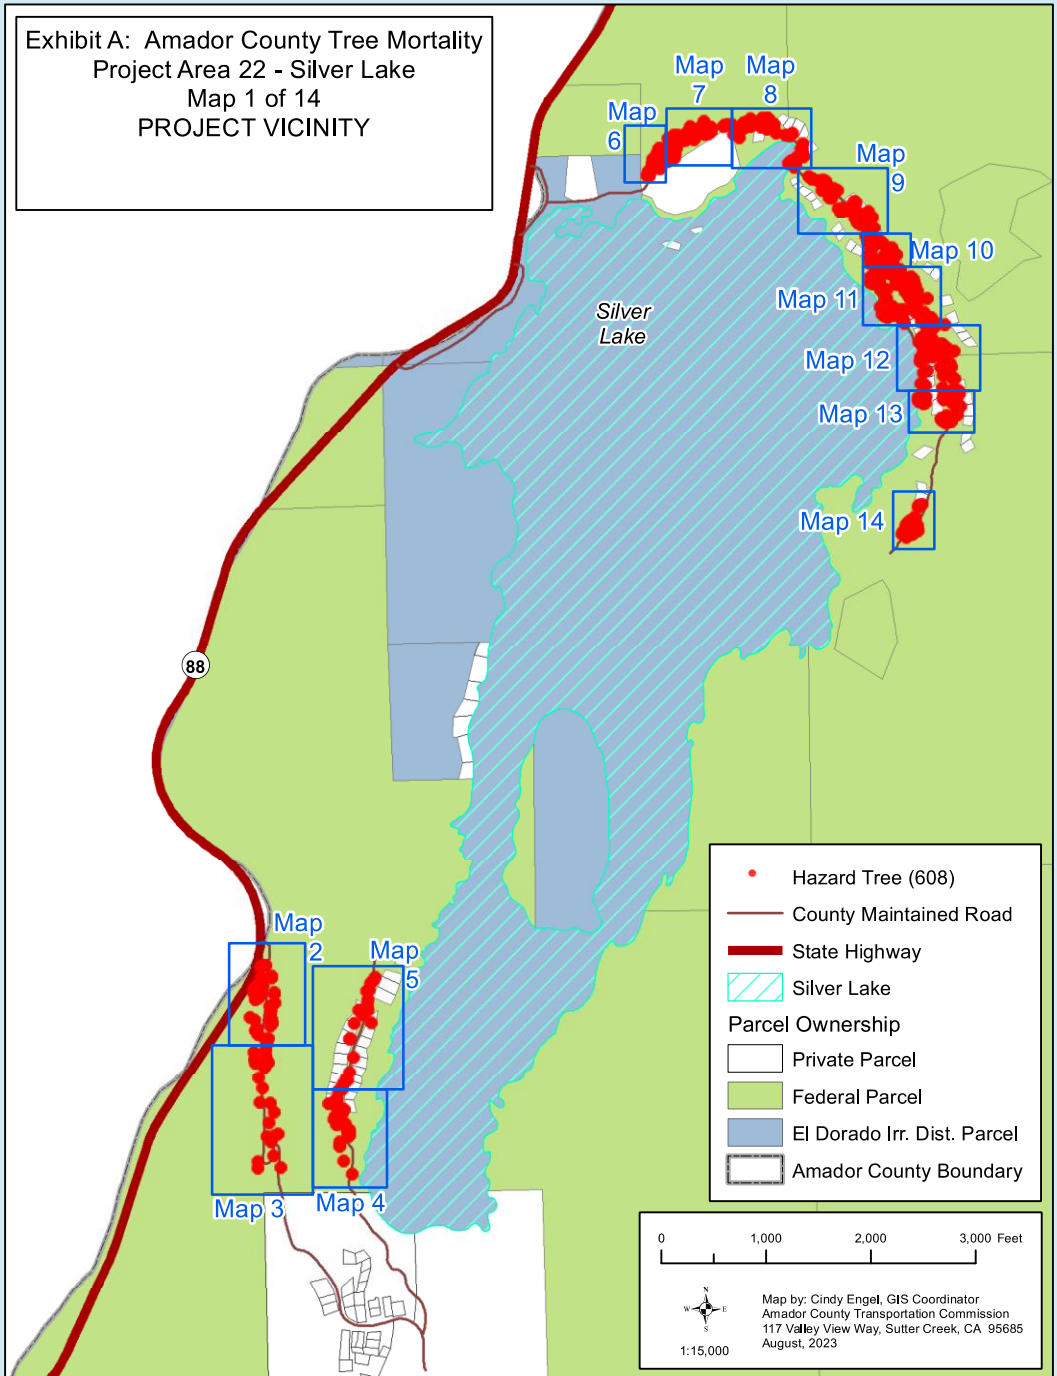 Exhibit A: Amador County Tree Mortality
Project Area 22 - Silver Lake
Map 1 of 14
PROJECT VICINITY
Map
7
Map
8
Map
6
Map
9
Map 10
Map 11
Silver
Lake
Map 12
Map 13
Map 14
88
Map
2
Map
5
Map 3
Map 4
Hazard Tree (608)
County Maintained Road
State Highway
Silver Lake
Parcel Ownership
Private Parcel
Federal Parcel
El Dorado Irr. Dist. Parcel
Amador County Boundary
0 1,000 2,000 3,000 Feet
N
W E
S
1:15,000
Map by: Cindy Engel, GIS Coordinator
Amador County Transportation Commission
117 Valley View Way, Sutter Creek, CA 95685
August, 2023